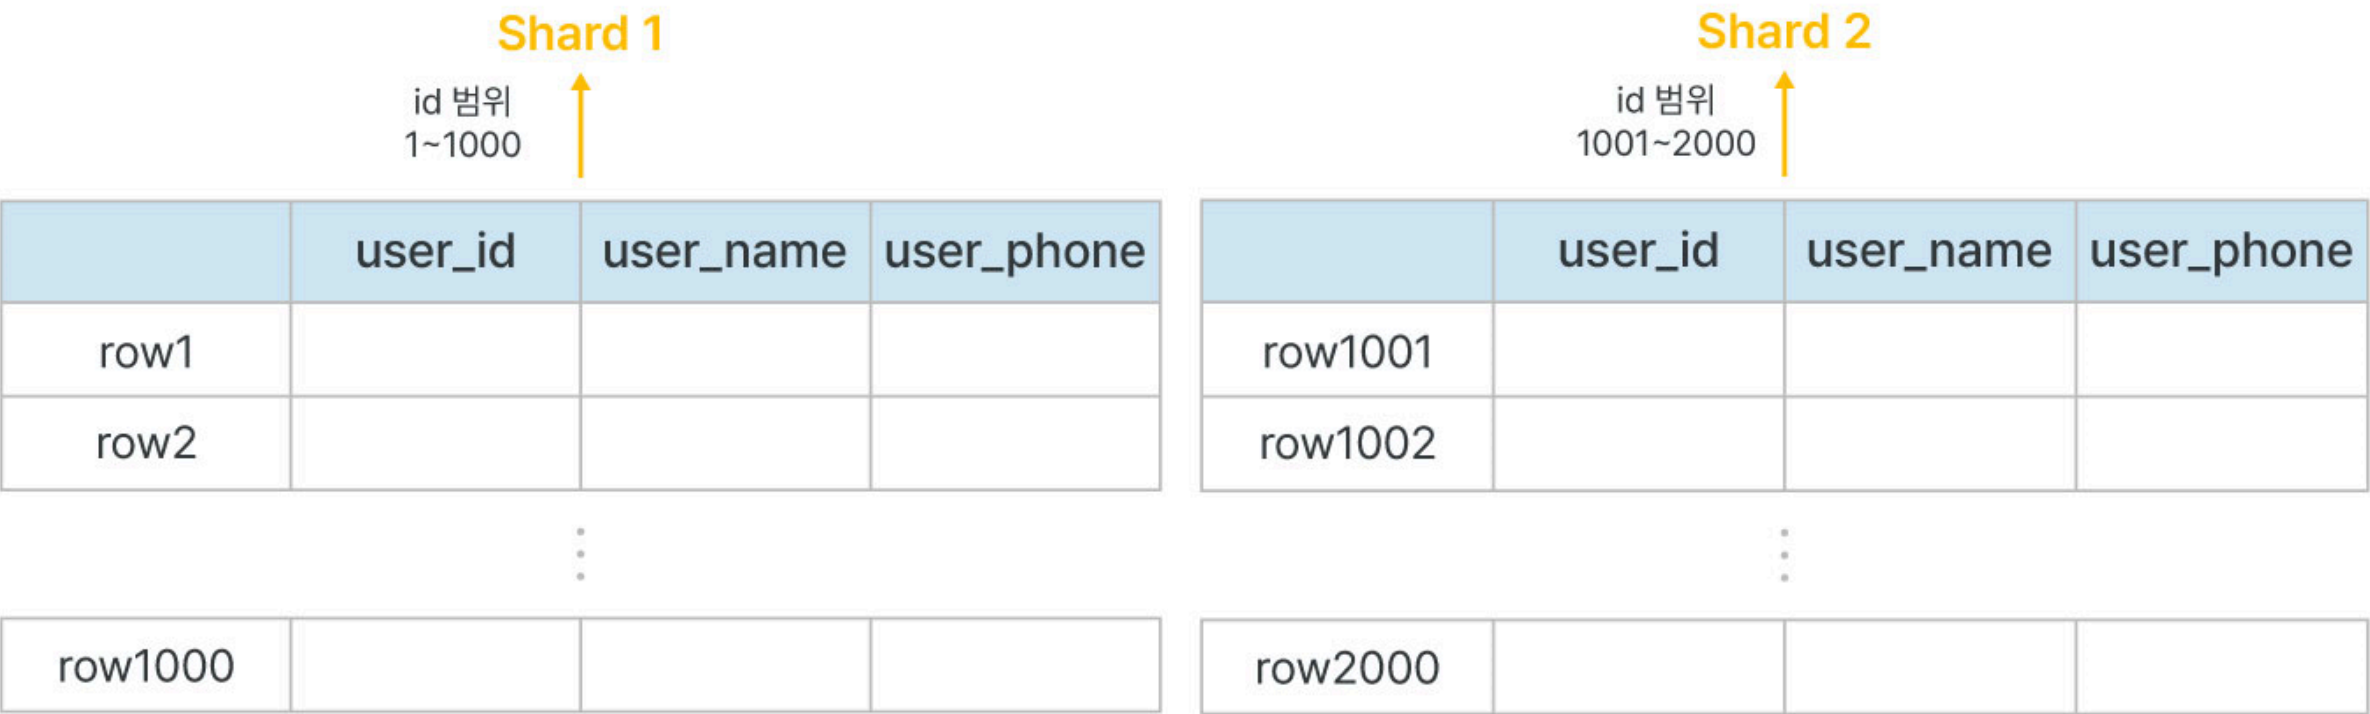 Shard 1
id 범위
1~1000
user_id user_name user_phone
row1
row2
row1000
Shard 2
id 범위
1001~2000
user_id user_name user_phone
row1001
row1002
row2000